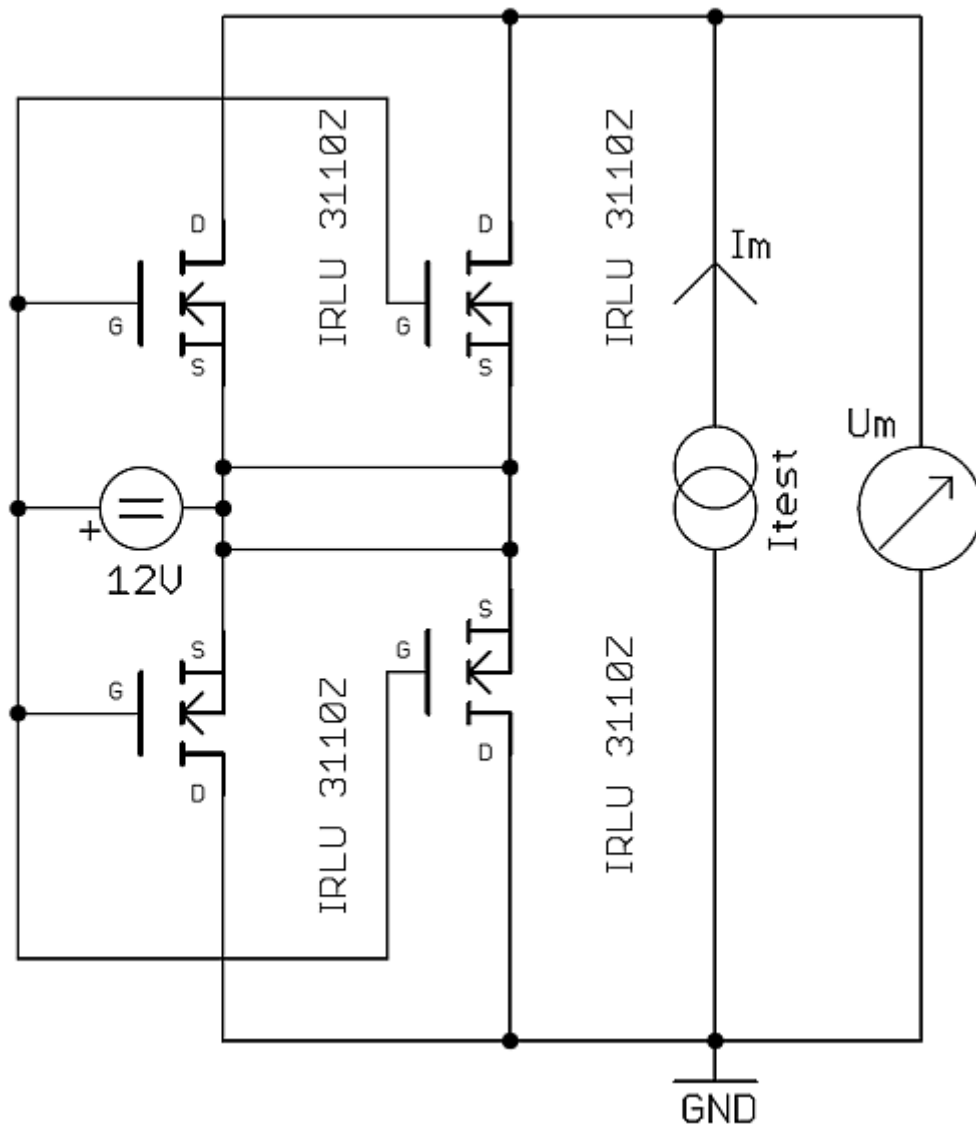 D
D
IRLU 3110Z
IRLU 3110Z
Im
G
G
S
S
Um
Itest
+
12V
S
S
G
G
D
D
IRLU 3110Z
IRLU 3110Z
GND